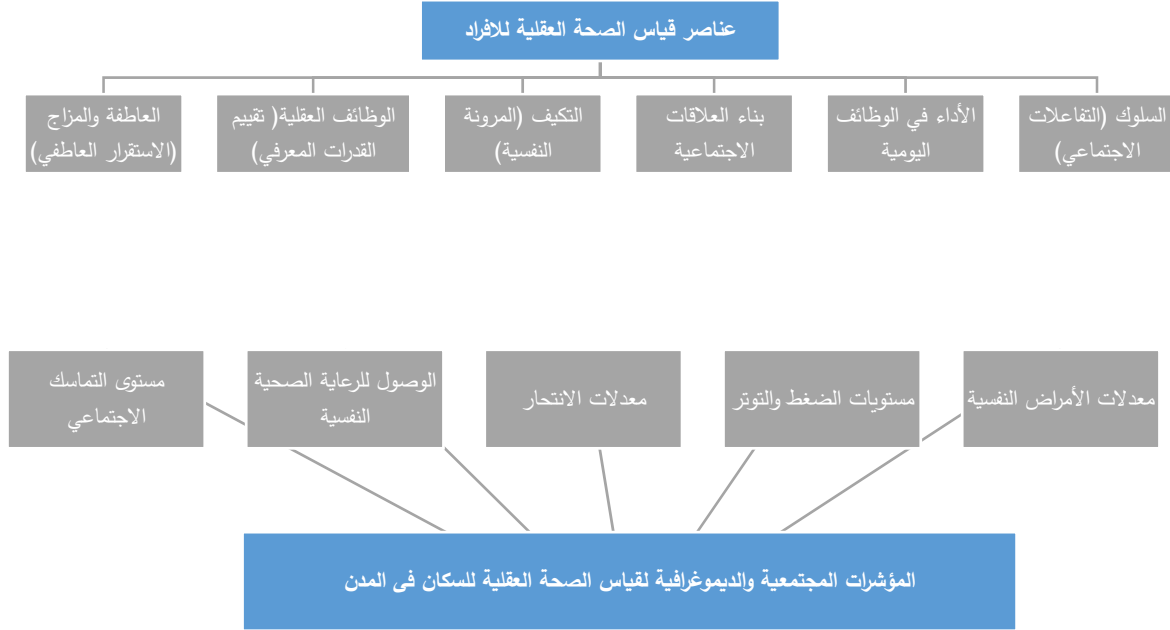 عناصر قياس الصحة العقلية للافراد
السلوك (التفاعلات
الاجتماعي)
الأداء في الوظائف
اليومية
بناء العلاقات
الاجتماعية
التكيف (المرونة
النفسية)
الوظائف العقلية( تقييم
القدرات المعرفي)
العاطفة والمزاج
(الاستقرار العاطفي)
معدلات الأمراض النفسية
مستويات الضغط والتوتر
معدلات الانتحار
الوصول للرعاية الصحية
النفسية
مستوى التماسك
الاجتماعي
المؤشرات المجتمعية والديموغرافية لقياس الصحة العقلية للسكان فى المدن